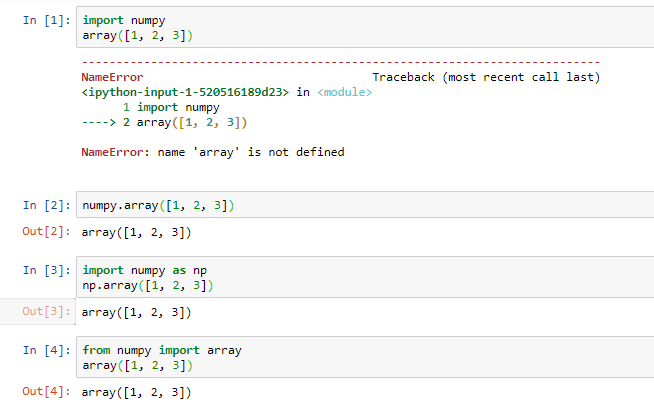 In [1]: import numpy
array([1, 2, 3])
---------------------------------------------------------------------------
NameError                                 Traceback (most recent call last)
<ipython-input-1-520516189d23> in <module>
      1 import numpy
----> 2 array([1, 2, 3])
NameError: name 'array' is not defined
In [2]: numpy.array([1, 2, 3])
Out[2]: array([1, 2, 3])
In [3]: import numpy as np
np.array([1, 2, 3])
Out[3]: array([1, 2, 3])
In [4]: from numpy import array
array([1, 2, 3])
Out[4]: array([1, 2, 3])